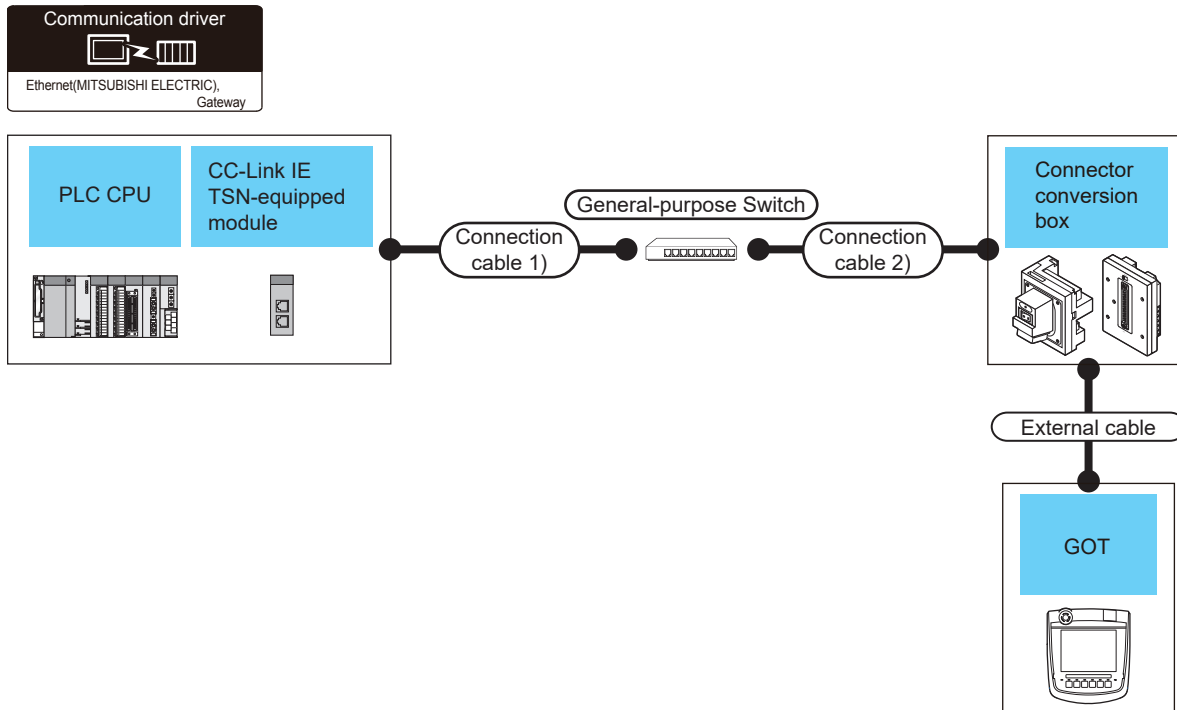 Communication driver
Ethernet(MITSUBISHI ELECTRIC),
Gateway
PLC CPU
CC-Link IE
TSN-equipped
module
Connection
cable 1)
General-purpose Switch
Connection
cable 2)
Connector
conversion
box
External cable
GOT